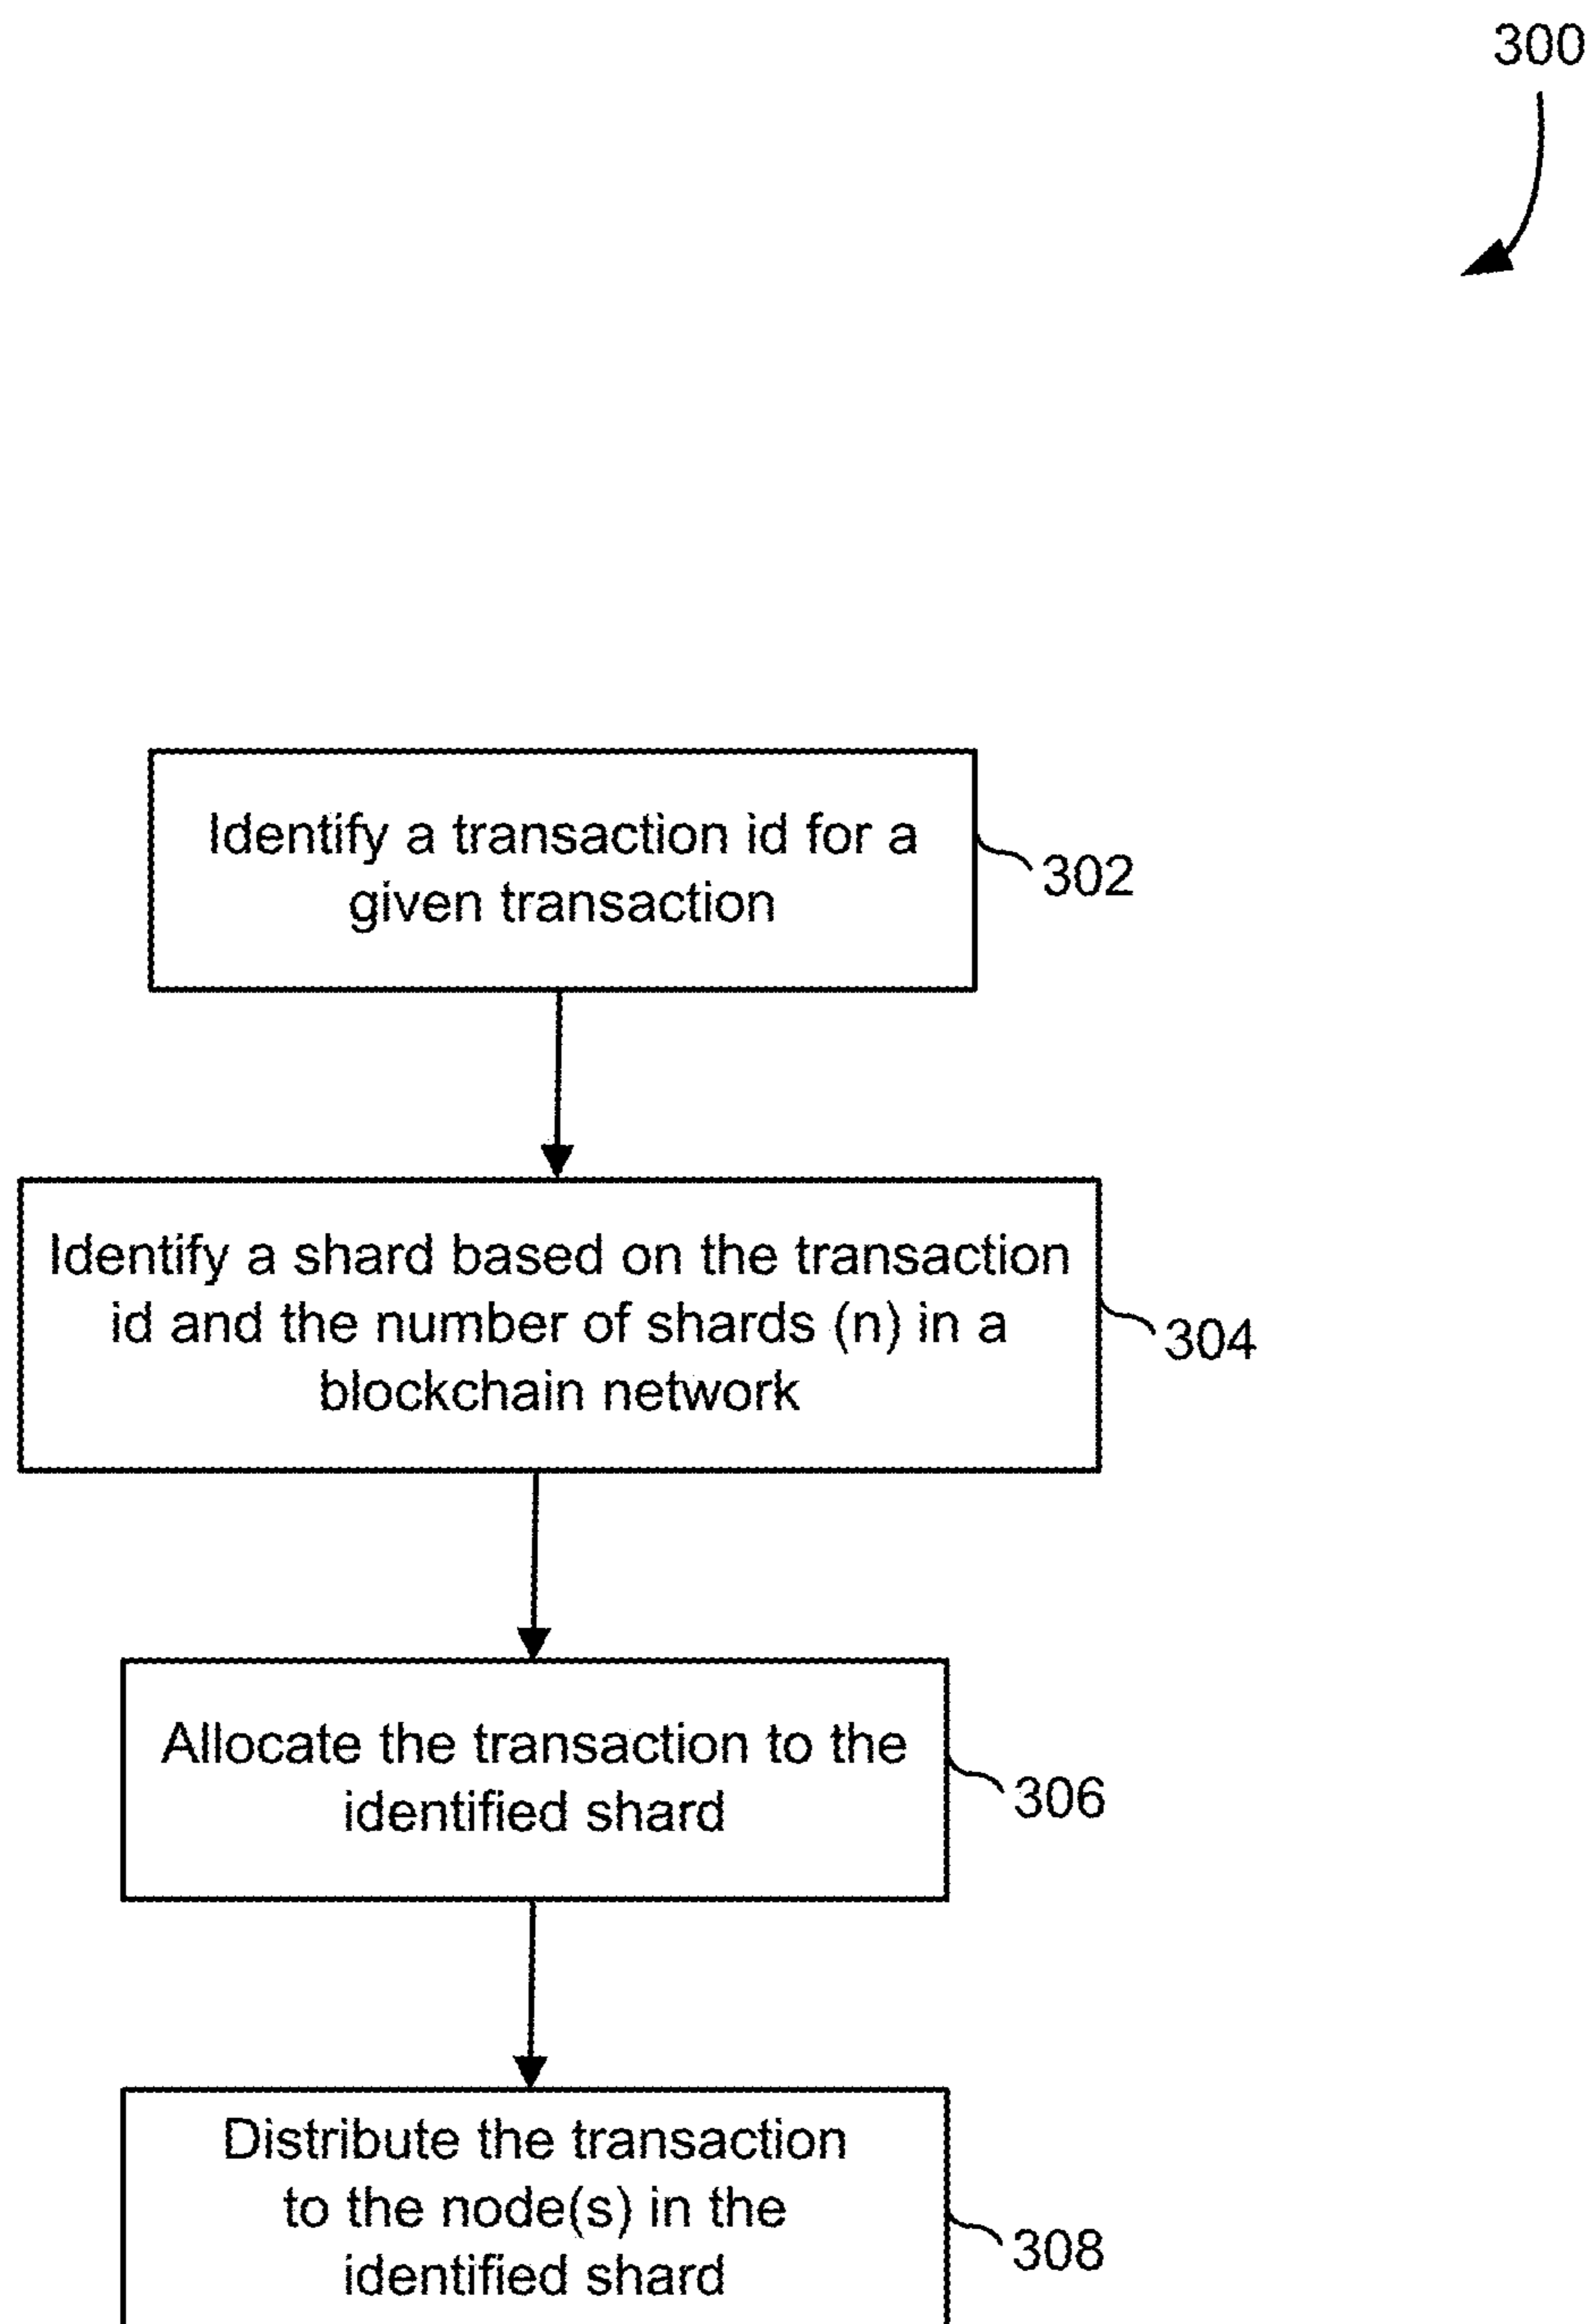 300
Identify a transaction id for a
given transaction
302
Identify a shard based on the transaction
id and the number of shards (n) in a
blockchain network
304
Allocate the transaction to the
identified shard
306
Distribute the transaction
to the node(s) in the
identified shard
308